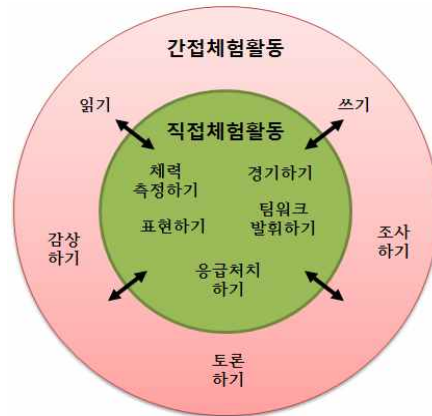 간접체험활동
읽기
쓰기
직접체험활동
체력
측정하기
경기하기
표현하기
팀워크
발휘하기
감상
하기
조사
하기
응급처치
하기
토론
하기